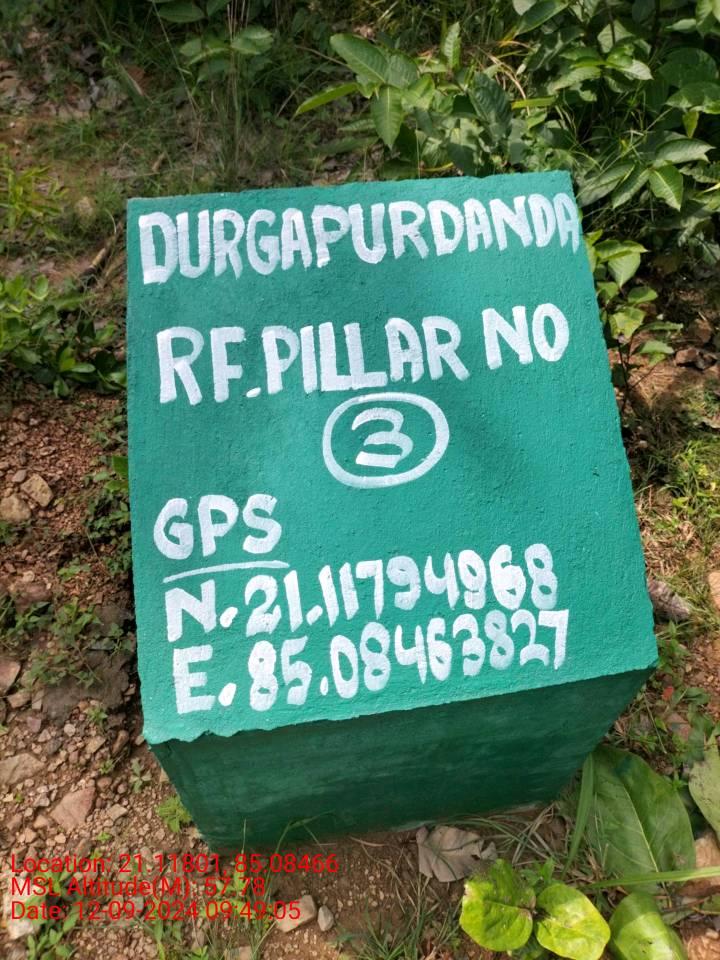 DURGAPURDANDA
RF.PILLAR NO
3
GPS
N.21.11794968
E.85.08463827
Location: 21.11801, 85.08466
MSL Altitude(M): 57.78
Date: 12-09-2024 09:49:05